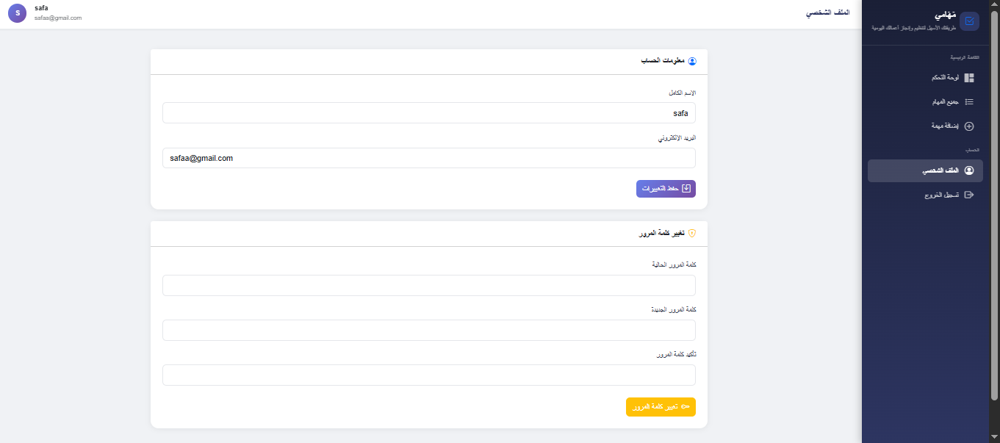 مَهَامي
طريقتك الأسهل لتنظيم وإنجاز أعمالك اليومية
القائمة الرئيسية
لوحة التحكم
جميع المهام
إضافة مهمة
الحساب
الملف الشخصي
تسجيل الخروج
الملف الشخصي
safa
safaa@gmail.com
S
معلومات الحساب
الاسم الكامل
safa
البريد الإلكتروني
safaa@gmail.com
حفظ التغييرات
تغيير كلمة المرور
كلمة المرور الحالية
كلمة المرور الجديدة
تأكيد كلمة المرور
تغيير كلمة المرور